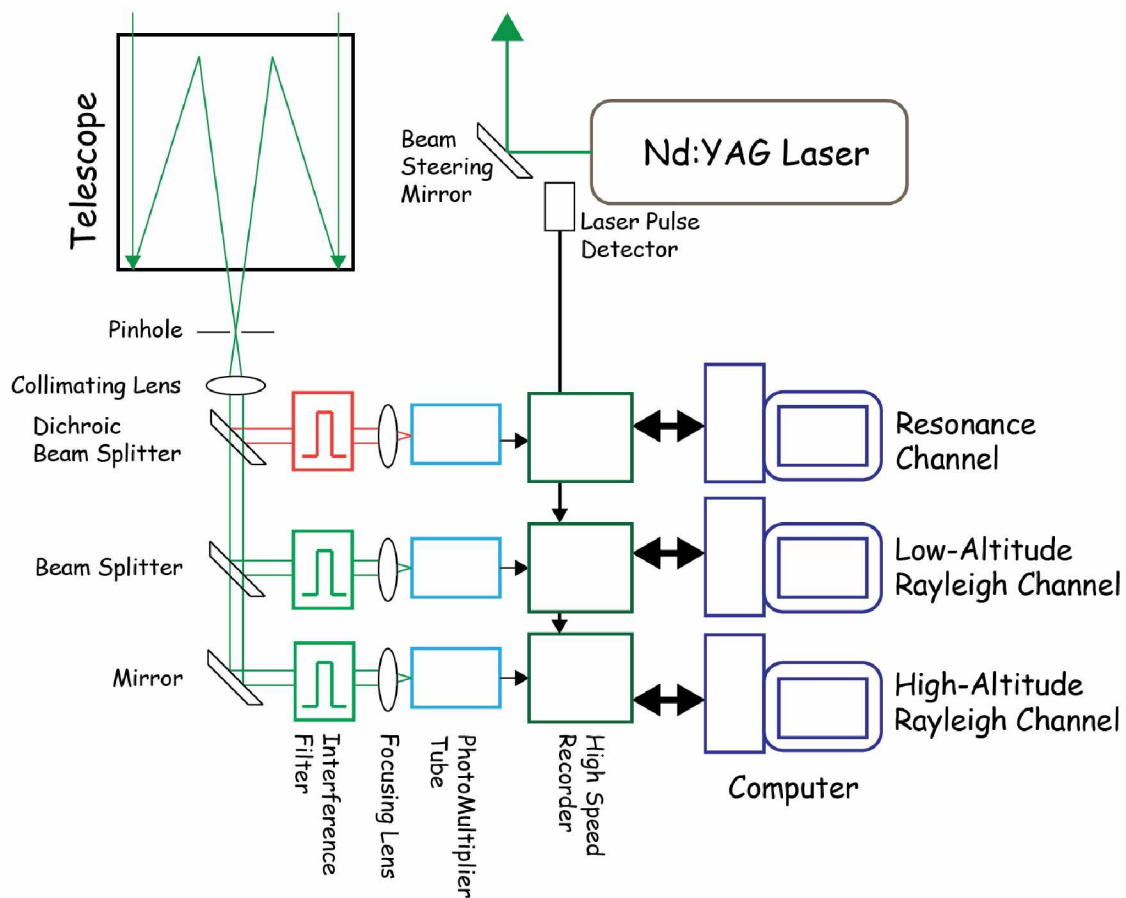 Telescope
Beam
Steering
Mirror
Nd:YAG Laser
Laser Pulse
Detector
Pinhole
Collimating Lens
Dichroic
Beam Splitter
Resonance
Channel
Beam Splitter
Low-Altitude
Rayleigh Channel
Mirror
High-Altitude
Rayleigh Channel
Interference
Filter
Focusing Lens
PhotoMultiplier
Tube
High Speed
Recorder
Computer